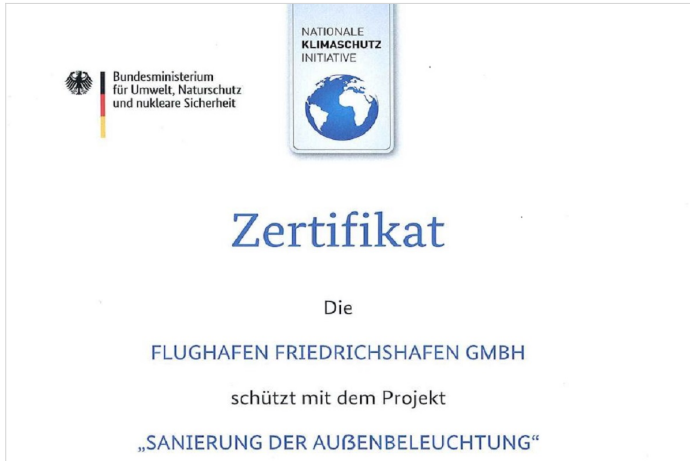 NATIONALE
KLIMASCHUTZ
INITIATIVE
Bundesministerium
für Umwelt, Naturschutz
und nukleare Sicherheit
Zertifikat
Die
FLUGHAFEN FRIEDRICHSHAFEN GMBH
schützt mit dem Projekt
„SANIERUNG DER AUßENBELEUCHTUNG“